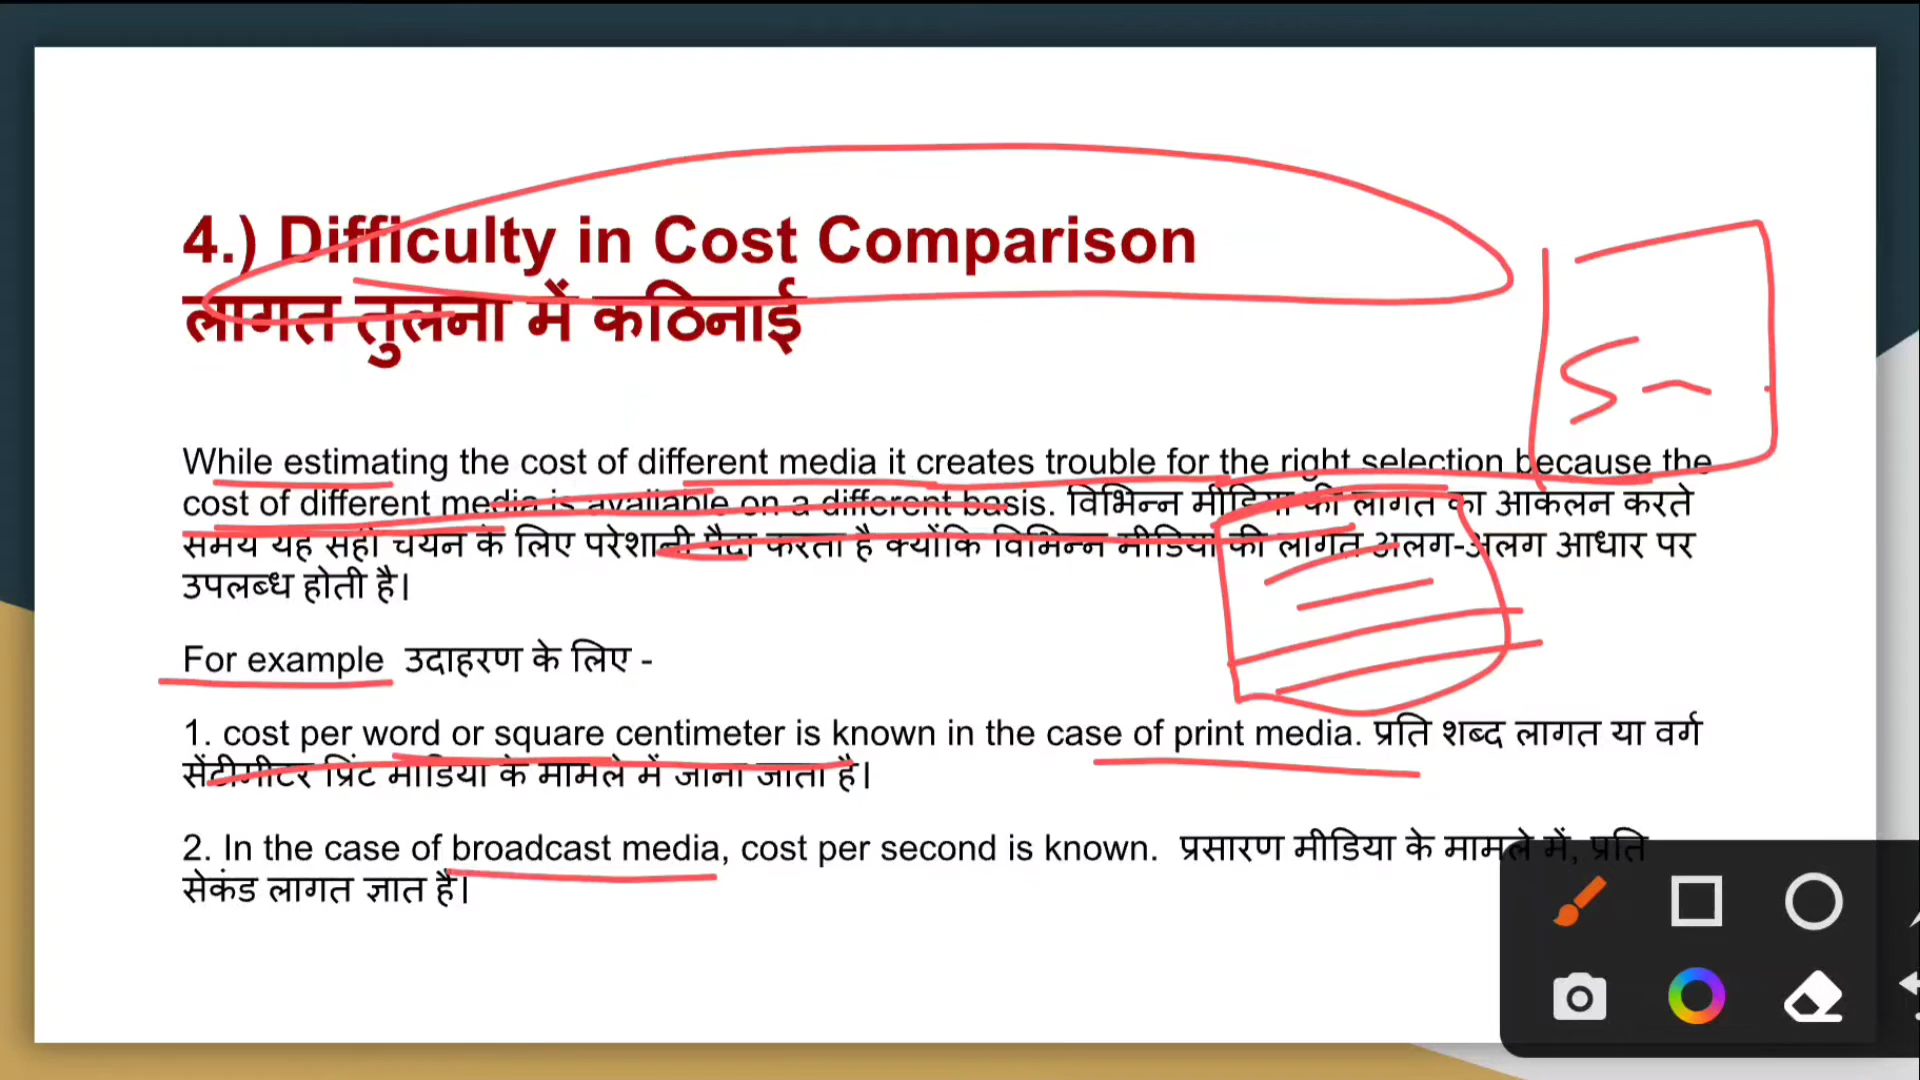 4.) Difficulty in Cost Comparison
लागत तुलना में कठिनाई
While estimating the cost of different media it creates trouble for the right selection because the
cost of different media is available on a different basis. विभिन्न मीडिया की लागत का आकलन करते
समय यह सही चयन के लिए परेशानी पैदा करता है क्योंकि विभिन्न मीडिया की लागत अलग-अलग आधार पर
उपलब्ध होती है।
For example उदाहरण के लिए -
1. cost per word or square centimeter is known in the case of print media. प्रति शब्द लागत या वर्ग
सेंटीमीटर प्रिंट मीडिया के मामले में जाना जाता है।
2. In the case of broadcast media, cost per second is known. प्रसारण मीडिया के मामले में, प्रति
सेकंड लागत ज्ञात है।